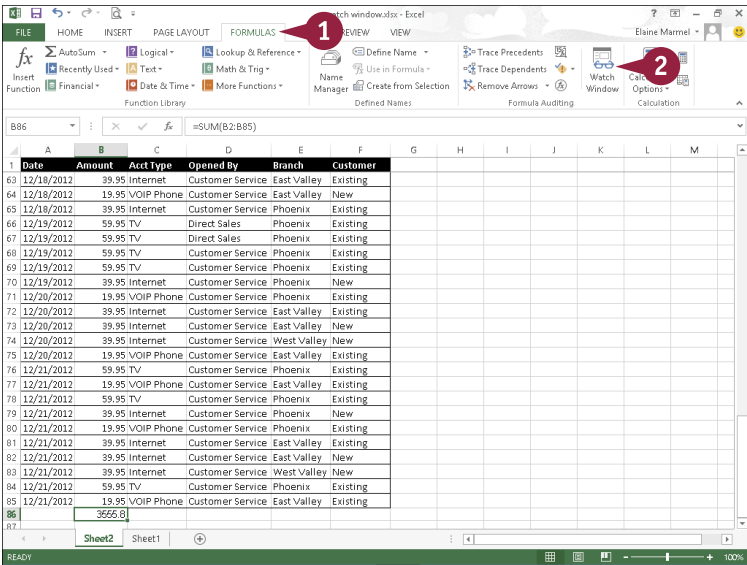 tch window.xlsx - Excel
FILE HOME INSERT PAGE LAYOUT FORMULAS 1 REVIEW VIEW Elaine Marmel
fx Insert Function
Σ AutoSum Logical Lookup & Reference
Recently Used Text Math & Trig
Financial Date & Time More Functions
Function Library
Name Manager
Define Name
Use in Formula
Create from Selection
Defined Names
Trace Precedents
Trace Dependents
Remove Arrows
Formula Auditing
Watch Window
2
Options
Calculation
B86 fx =SUM(B2:B85)
A B C D E F G H I J K L M
1 Date Amount Acct Type Opened By Branch Customer
63 12/18/2012 39.95 Internet Customer Service East Valley Existing
64 12/18/2012 19.95 VOIP Phone Customer Service East Valley New
65 12/18/2012 39.95 Internet Customer Service Phoenix Existing
66 12/19/2012 59.95 TV Direct Sales Phoenix Existing
67 12/19/2012 59.95 TV Direct Sales Phoenix Existing
68 12/19/2012 59.95 TV Customer Service Phoenix Existing
69 12/19/2012 59.95 TV Customer Service Phoenix Existing
70 12/19/2012 39.95 Internet Customer Service Phoenix New
71 12/20/2012 19.95 VOIP Phone Customer Service Phoenix Existing
72 12/20/2012 39.95 Internet Customer Service East Valley Existing
73 12/20/2012 39.95 Internet Customer Service East Valley New
74 12/20/2012 39.95 Internet Customer Service West Valley New
75 12/20/2012 19.95 VOIP Phone Customer Service East Valley Existing
76 12/21/2012 59.95 TV Customer Service Phoenix Existing
77 12/21/2012 19.95 VOIP Phone Customer Service East Valley Existing
78 12/21/2012 59.95 TV Customer Service Phoenix Existing
79 12/21/2012 39.95 Internet Customer Service Phoenix New
80 12/21/2012 19.95 VOIP Phone Customer Service Phoenix Existing
81 12/21/2012 39.95 Internet Customer Service East Valley Existing
82 12/21/2012 39.95 Internet Customer Service East Valley New
83 12/21/2012 39.95 Internet Customer Service West Valley New
84 12/21/2012 59.95 TV Customer Service Phoenix Existing
85 12/21/2012 19.95 VOIP Phone Customer Service East Valley Existing
86 3555.8
87
Sheet2 Sheet1
READY 100%